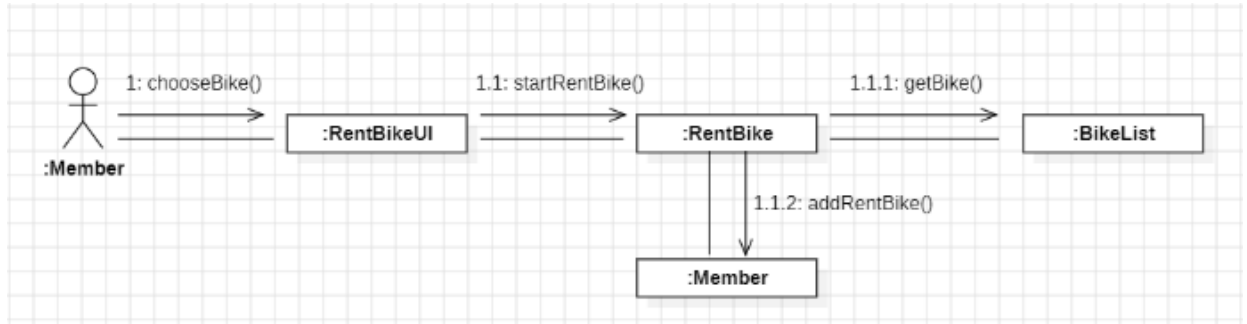 1: chooseBike()
1.1: startRentBike()
1.1.1: getBike()
:RentBikeUI
:RentBike
:BikeList
:Member
1.1.2: addRentBike()
:Member